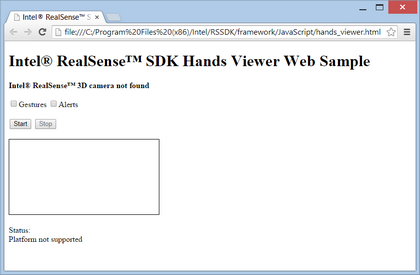 Intel® RealSense™ S
file:///C:/Program%20Files%20(x86)/Intel/RSSDK/framework/JavaScript/hands_viewer.html
Intel® RealSense™ SDK Hands Viewer Web Sample
Intel® RealSense™ 3D camera not found
Gestures Alerts
Start Stop
Status:
Platform not supported